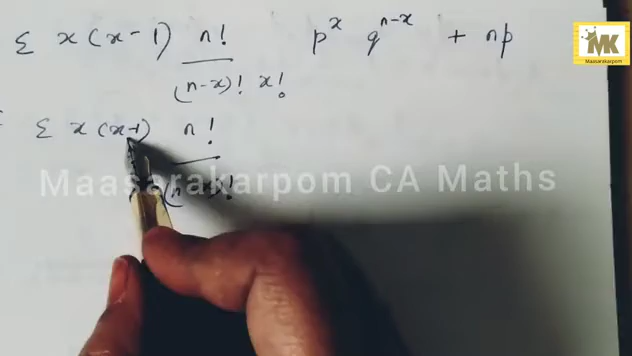 Σ x(x-1) n! p^x q^{n-x} + np
(n-x)! x!
Σ x(x-1) n!
(n-x)!
Maasarakarpom CA Maths
MK
Maasarakarpom